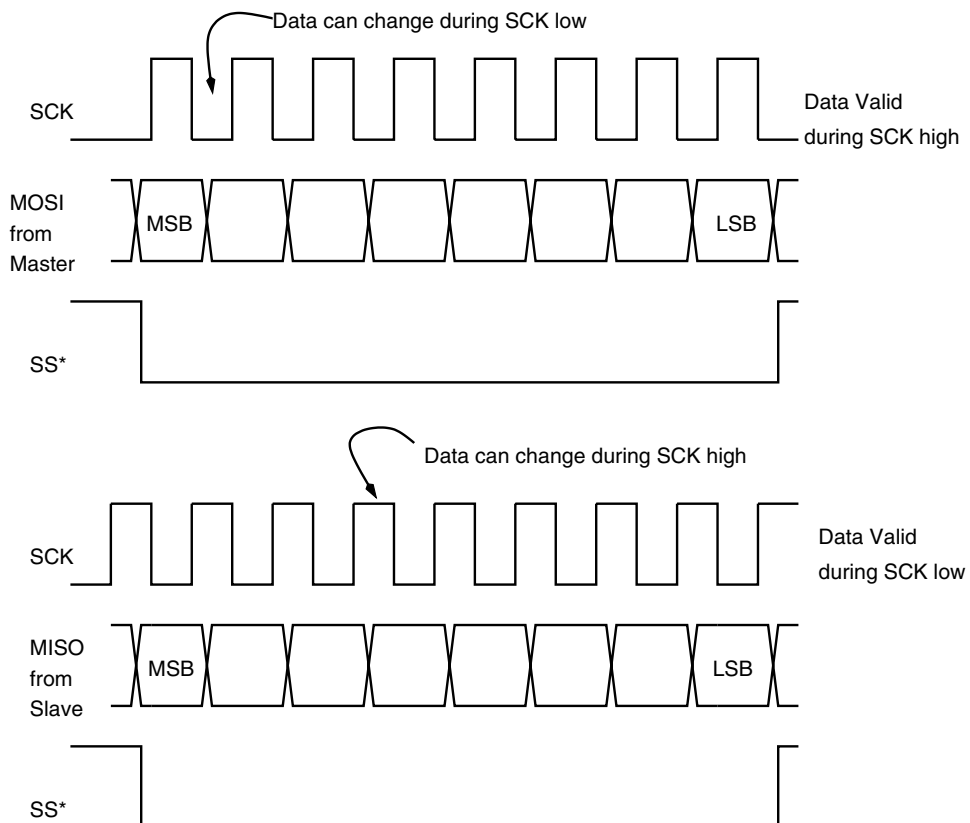 Data can change during SCK low
SCK
Data Valid
during SCK high
MOSI
from
Master
MSB
LSB
SS*
Data can change during SCK high
SCK
Data Valid
during SCK low
MISO
from
Slave
MSB
LSB
SS*